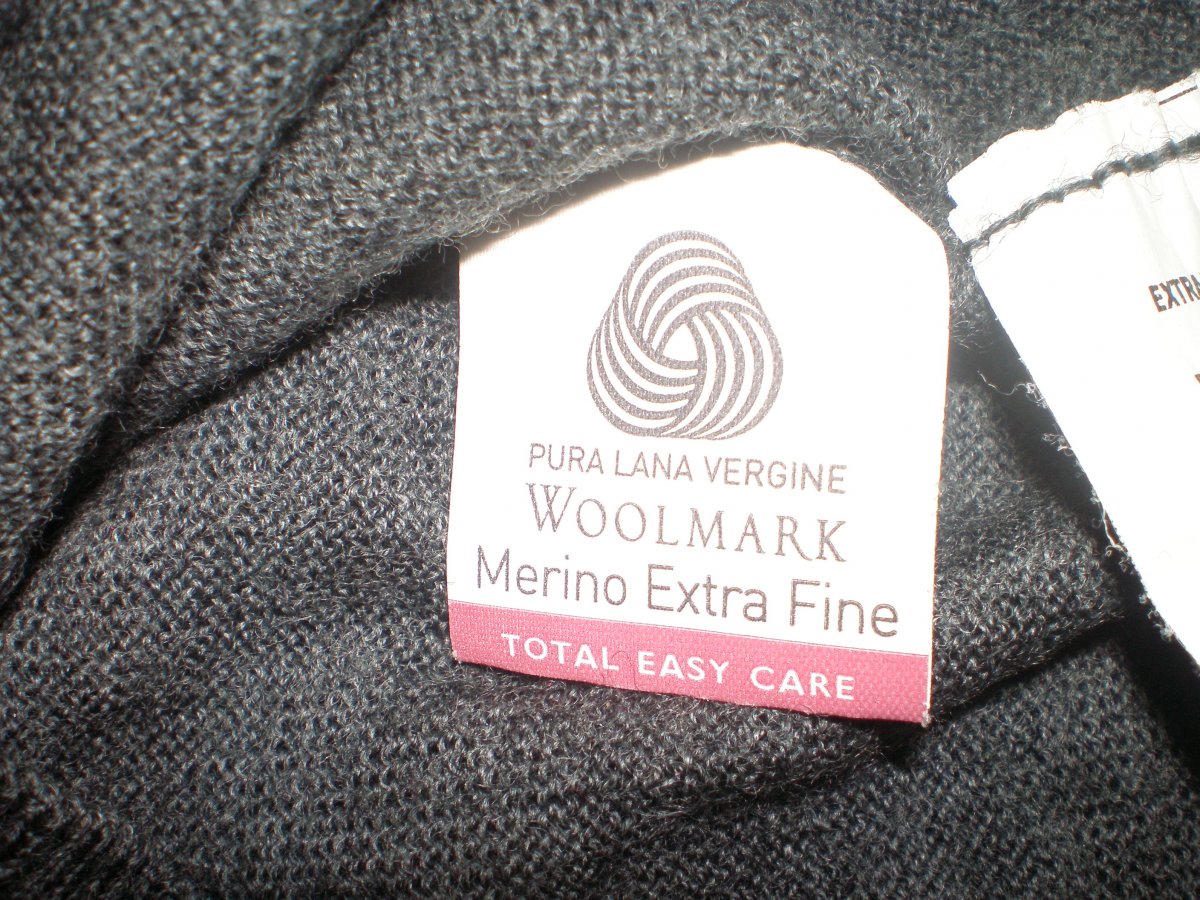 PURA LANA VERGINE
WOOLMARK
Merino Extra Fine
TOTAL EASY CARE